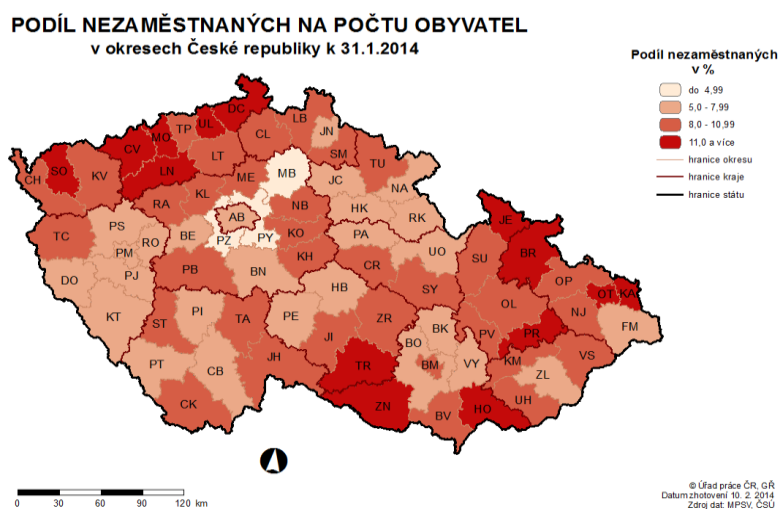 PODÍL NEZAMĚSTNANÝCH NA POČTU OBYVATEL
v okresech České republiky k 31.1.2014
Podíl nezaměstnaných
v %
do 4,99
5,0 - 7,99
8,0 - 10,99
11,0 a více
hranice okresu
hranice kraje
hranice státu
DC
LB
UL
TP
MO
CL
JN
CV
LT
SM
TU
SO
LN
ME
MB
JC
NA
CH
KV
KL
RA
NB
HK
RK
JE
AB
TC
PS
BE
PZ
PY
KO
PA
RO
UO
SU
BR
PM
KH
PJ
PB
BN
CR
OP
DO
HB
SY
OL
OT
KA
NJ
KT
PI
TA
PE
ZR
BK
PV
PR
FM
ST
JI
BO
KM
VS
PT
CB
JH
TR
BM
VY
ZL
CK
ZN
BV
HO
UH
0 30 60 90 120 km
© Úřad práce ČR, GŘ
Datum zhotovení 10. 2. 2014
Zdroj dat: MPSV, ČSÚ